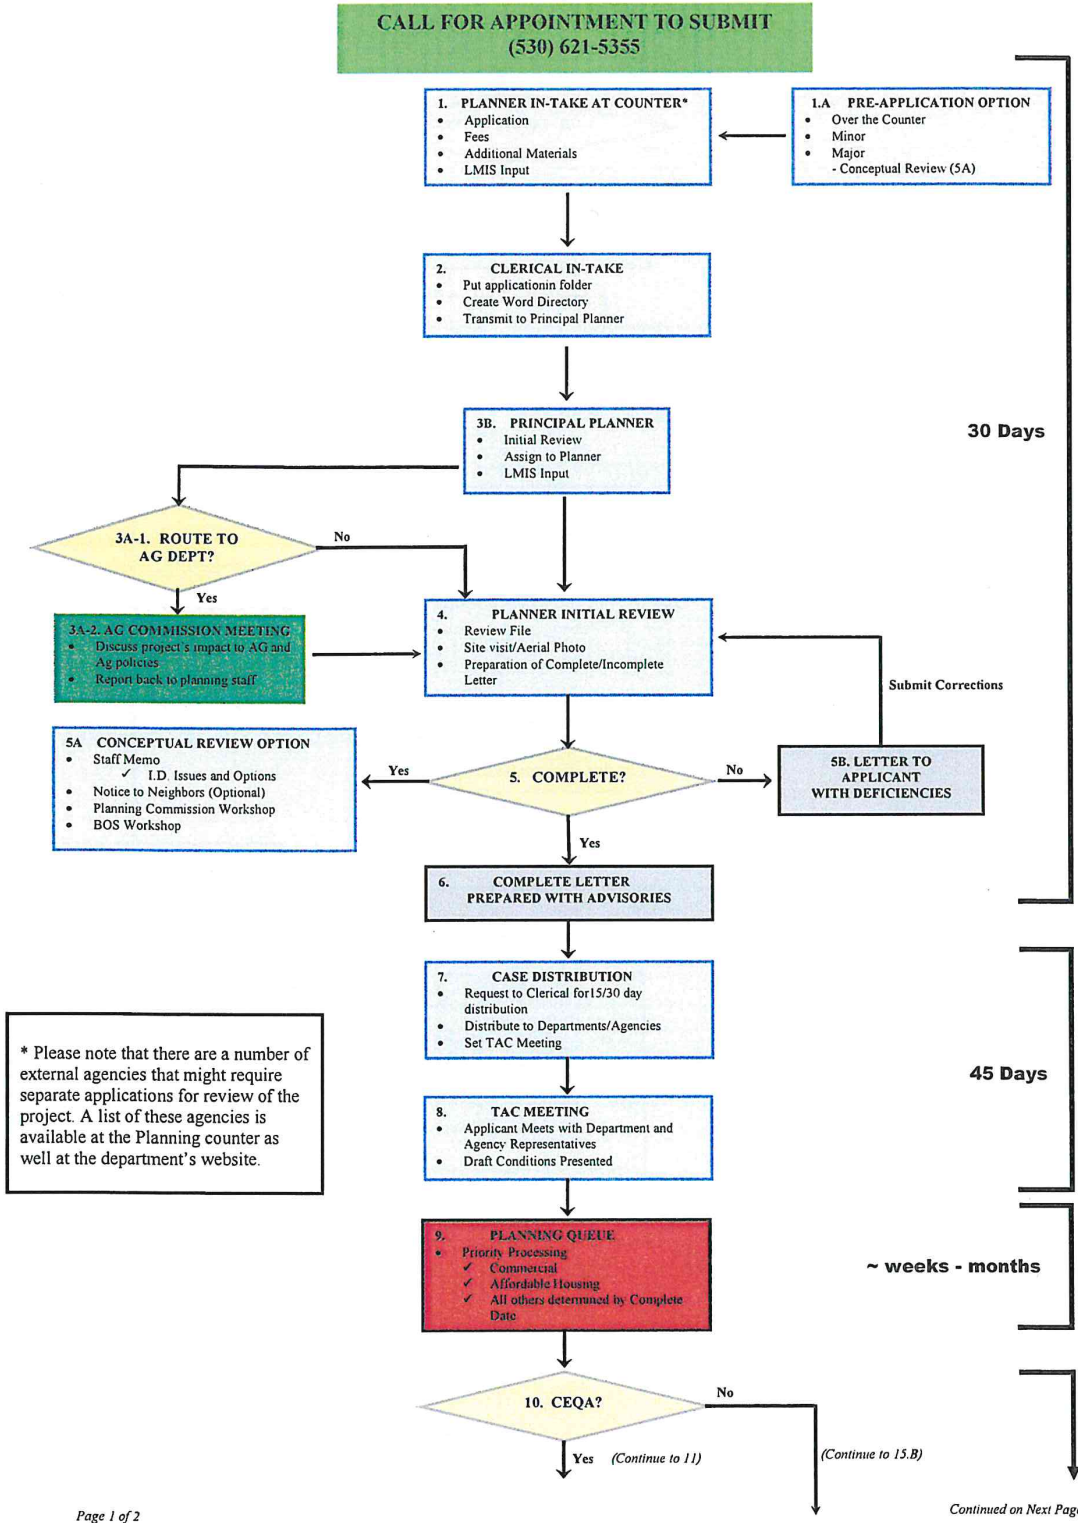 CALL FOR APPOINTMENT TO SUBMIT
(530) 621-5355
1. PLANNER IN-TAKE AT COUNTER*
• Application
• Fees
• Additional Materials
• LMIS Input
1.A PRE-APPLICATION OPTION
• Over the Counter
• Minor
• Major
- Conceptual Review (5A)
2. CLERICAL IN-TAKE
• Put applicationin folder
• Create Word Directory
• Transmit to Principal Planner
3B. PRINCIPAL PLANNER
• Initial Review
• Assign to Planner
• LMIS Input
30 Days
3A-1. ROUTE TO
AG DEPT?
No
Yes
3A-2. AG COMMISSION MEETING
• Discuss project's impact to AG and
Ag policies
• Report back to planning staff
4. PLANNER INITIAL REVIEW
• Review File
• Site visit/Aerial Photo
• Preparation of Complete/Incomplete
Letter
Submit Corrections
5A CONCEPTUAL REVIEW OPTION
• Staff Memo
✓ I.D. Issues and Options
• Notice to Neighbors (Optional)
• Planning Commission Workshop
• BOS Workshop
Yes
5. COMPLETE?
No
5B. LETTER TO
APPLICANT
WITH DEFICIENCIES
Yes
6. COMPLETE LETTER
PREPARED WITH ADVISORIES
7. CASE DISTRIBUTION
• Request to Clerical for15/30 day
distribution
• Distribute to Departments/Agencies
• Set TAC Meeting
45 Days
* Please note that there are a number of
external agencies that might require
separate applications for review of the
project. A list of these agencies is
available at the Planning counter as
well at the department's website.
8. TAC MEETING
• Applicant Meets with Department and
Agency Representatives
• Draft Conditions Presented
9. PLANNING QUEUE
• Priority Processing
✓ Commercial
✓ Affordable Housing
✓ All others determined by Complete
Date
~ weeks - months
10. CEQA?
No
Yes (Continue to 11)
(Continue to 15.B)
Page 1 of 2
Continued on Next Page